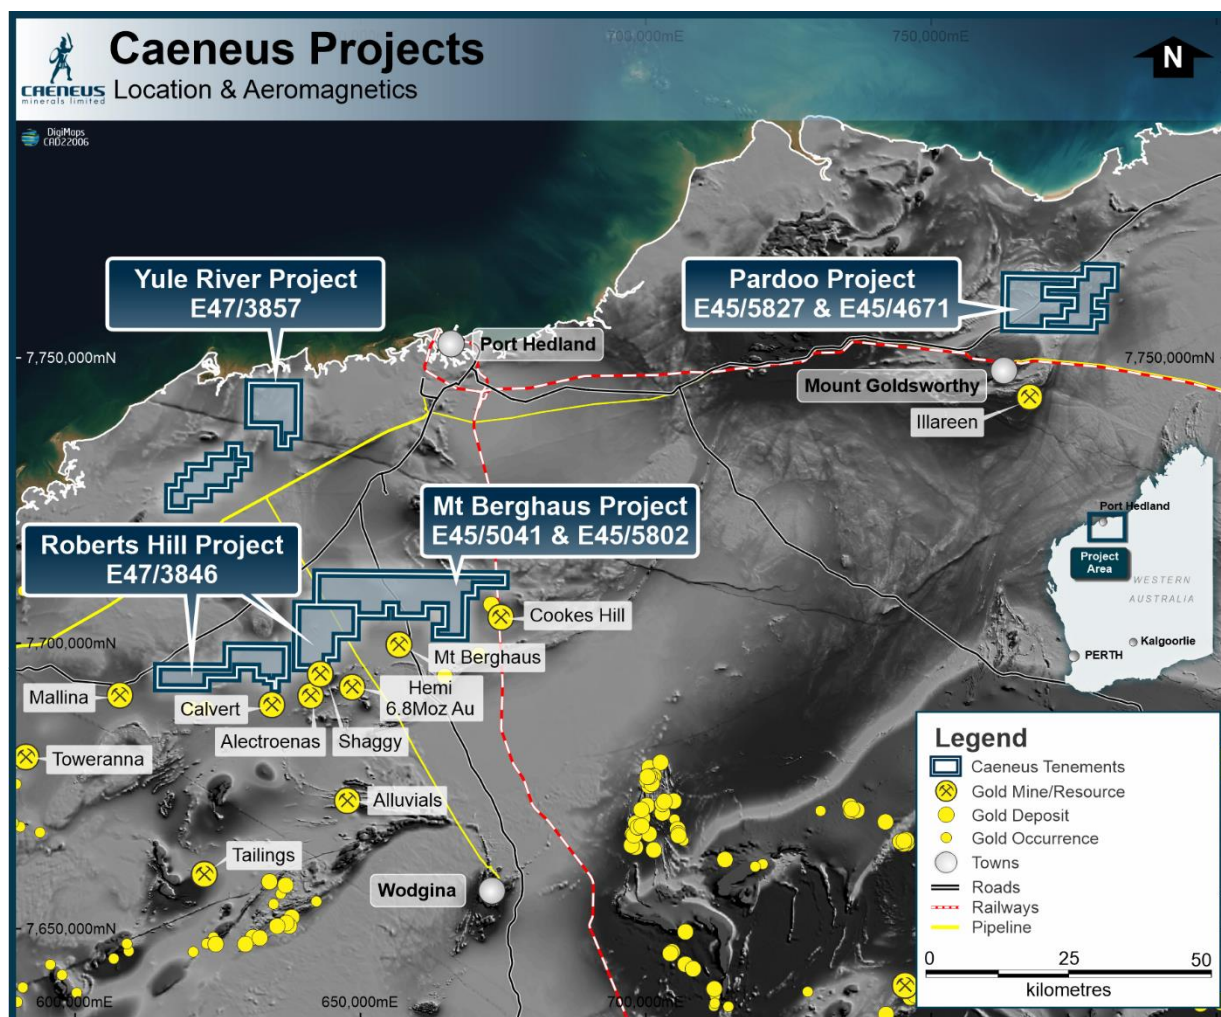 Caeneus Projects
Location & Aeromagnetics
CAENEUS
minerals limited
DigiMaps
CAD22006
700,000mE
750,000mE
N
Yule River Project
E47/3857
Pardoo Project
E45/5827 & E45/4671
Port Hedland
7,750,000mN
7,750,000mN
Mount Goldsworthy
Illareen
Mt Berghaus Project
E45/5041 & E45/5802
Roberts Hill Project
E47/3846
Port Hedland
Project
Area
WESTERN
AUSTRALIA
Kalgoorlie
PERTH
Cookes Hill
7,700,000mN
Mt Berghaus
Mallina
Calvert
Hemi
6.8Moz Au
Alectroenas
Shaggy
Toweranna
Alluvials
Tailings
Wodgina
7,650,000mN
600,000mE
650,000mE
700,000mE
Legend
Caeneus Tenements
Gold Mine/Resource
Gold Deposit
Gold Occurrence
Towns
Roads
Railways
Pipeline
0 25 50
kilometres